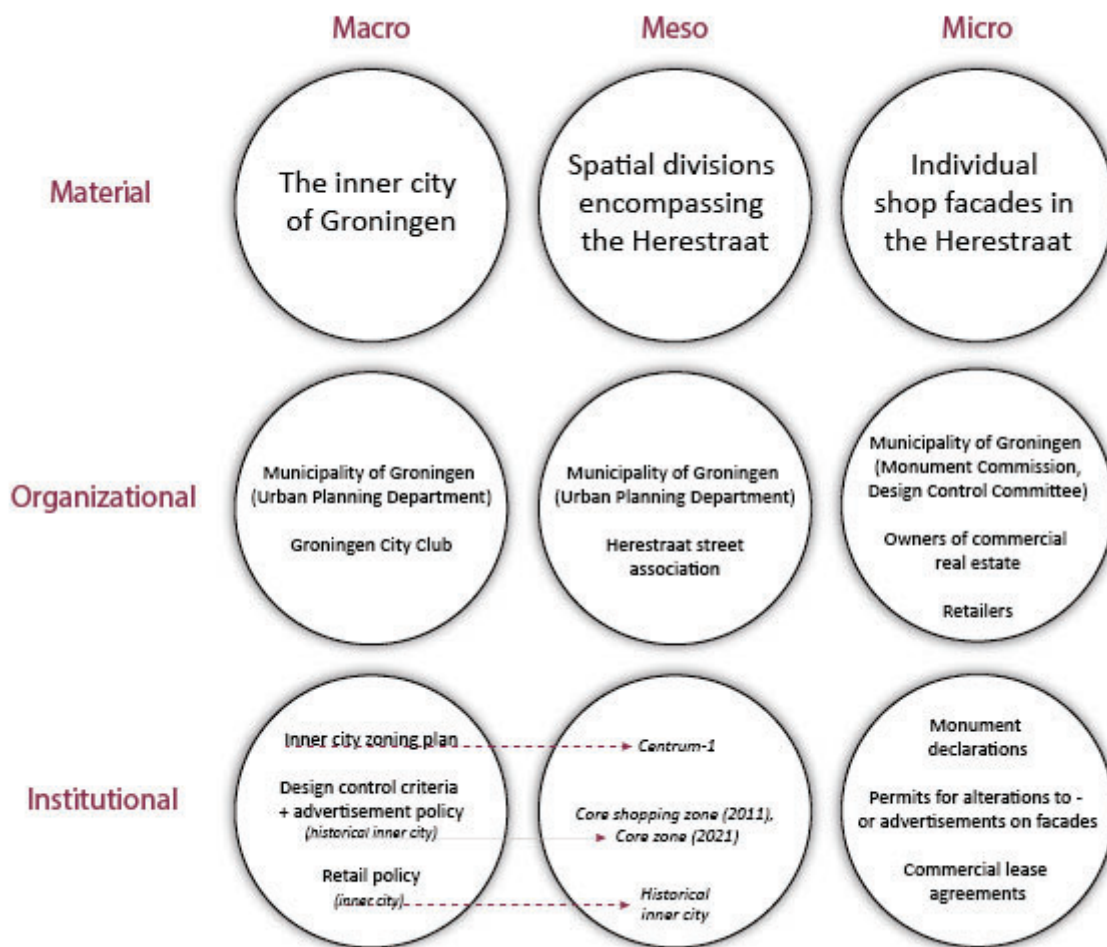 Macro
Meso
Micro
Material
The inner city
of Groningen
Spatial divisions
encompassing
the Herestraat
Individual
shop facades in
the Herestraat
Organizational
Municipality of Groningen
(Urban Planning Department)
Groningen City Club
Municipality of Groningen
(Urban Planning Department)
Herestraat street
association
Municipality of Groningen
(Monument Commission,
Design Control Committee)
Owners of commercial
real estate
Retailers
Institutional
Inner city zoning plan
Design control criteria
+ advertisement policy
(historical inner city)
Retail policy
(inner city)
Centrum-1
Core shopping zone (2011),
Core zone (2021)
Historical
inner city
Monument
declarations
Permits for alterations to -
or advertisements on facades
Commercial lease
agreements